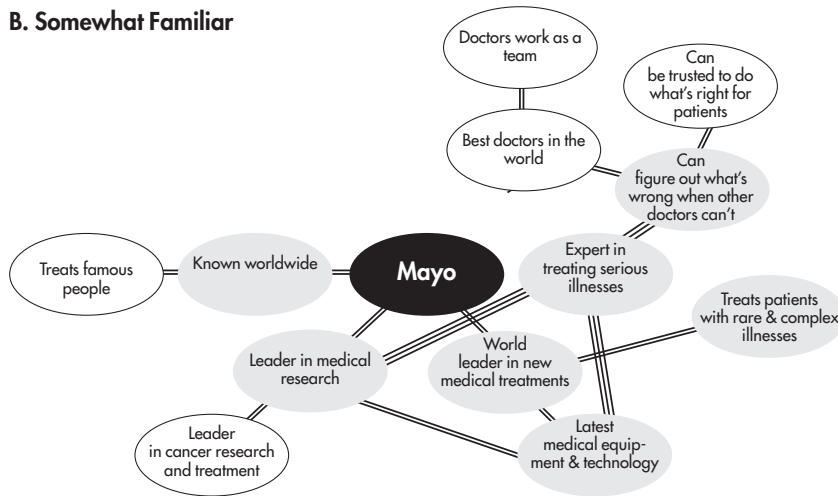 B. Somewhat Familiar
Doctors work as a
team
Can
be trusted to do
what's right for
patients
Best doctors in the
world
Can
figure out what's
wrong when other
doctors can't
Treats famous
people
Known worldwide
Mayo
Expert in
treating serious
illnesses
Treats patients
with rare & complex
illnesses
Leader in medical
research
World
leader in new
medical treatments
Leader
in cancer research
and treatment
Latest
medical equip-
ment & technology